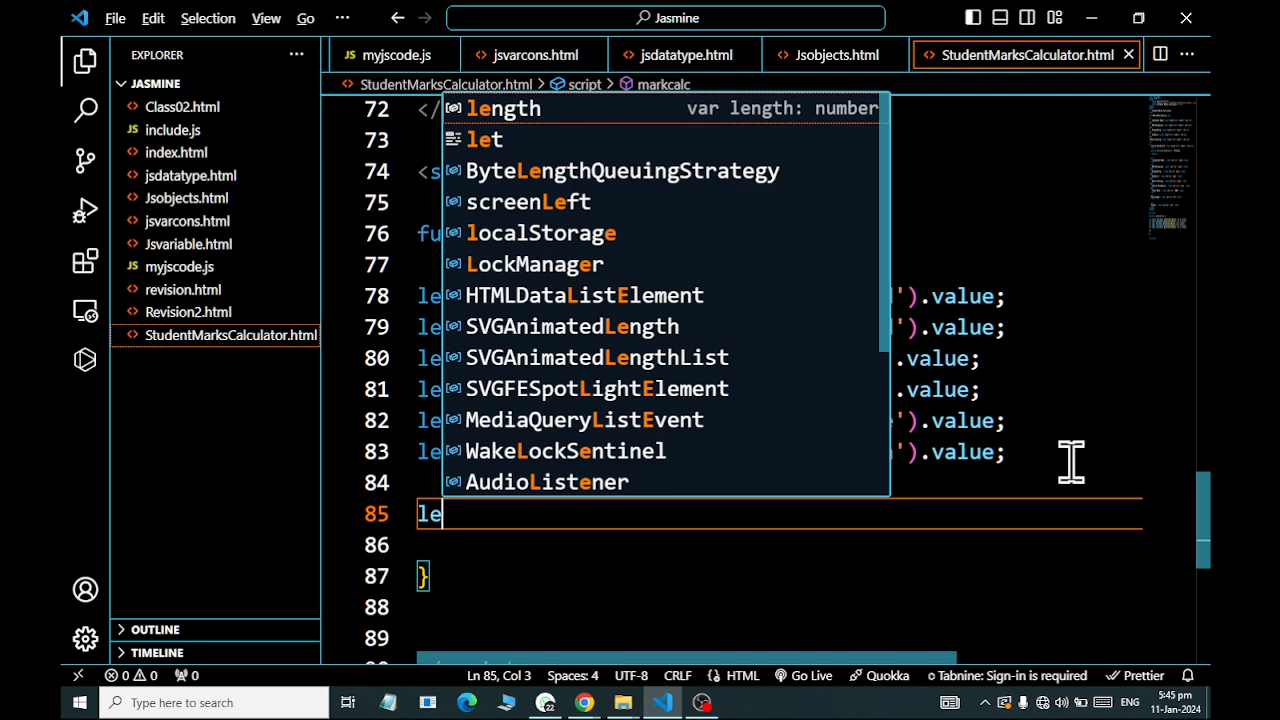 File Edit Selection View Go ··· Jasmine
EXPLORER
myjscode.js
jsvarcons.html
jsdatatype.html
Jsobjects.html
StudentMarksCalculator.html
JASMINE
StudentMarksCalculator.html > script > markcalc
Class02.html
include.js
index.html
jsdatatype.html
Jsobjects.html
jsvarcons.html
Jsvariable.html
myjscode.js
revision.html
Revision2.html
StudentMarksCalculator.html
OUTLINE
TIMELINE
72 </
73
74 <s
75
76 fu
77
78 le ').value;
79 le ').value;
80 le .value;
81 le .value;
82 le ').value;
83 le ').value;
84
85 le
86
87 }
88
89
length var length: number
let
ByteLengthQueuingStrategy
screenLeft
localStorage
LockManager
HTMLDataListElement
SVGAnimatedLength
SVGAnimatedLengthList
SVGFESpotLightElement
MediaQueryListEvent
WakeLockSentinel
AudioListener
0 0 0 Ln 85, Col 3 Spaces: 4 UTF-8 CRLF HTML Go Live Quokka Tabnine: Sign-in is required Prettier
Type here to search
22
ENG
5:45 pm
11-Jan-2024